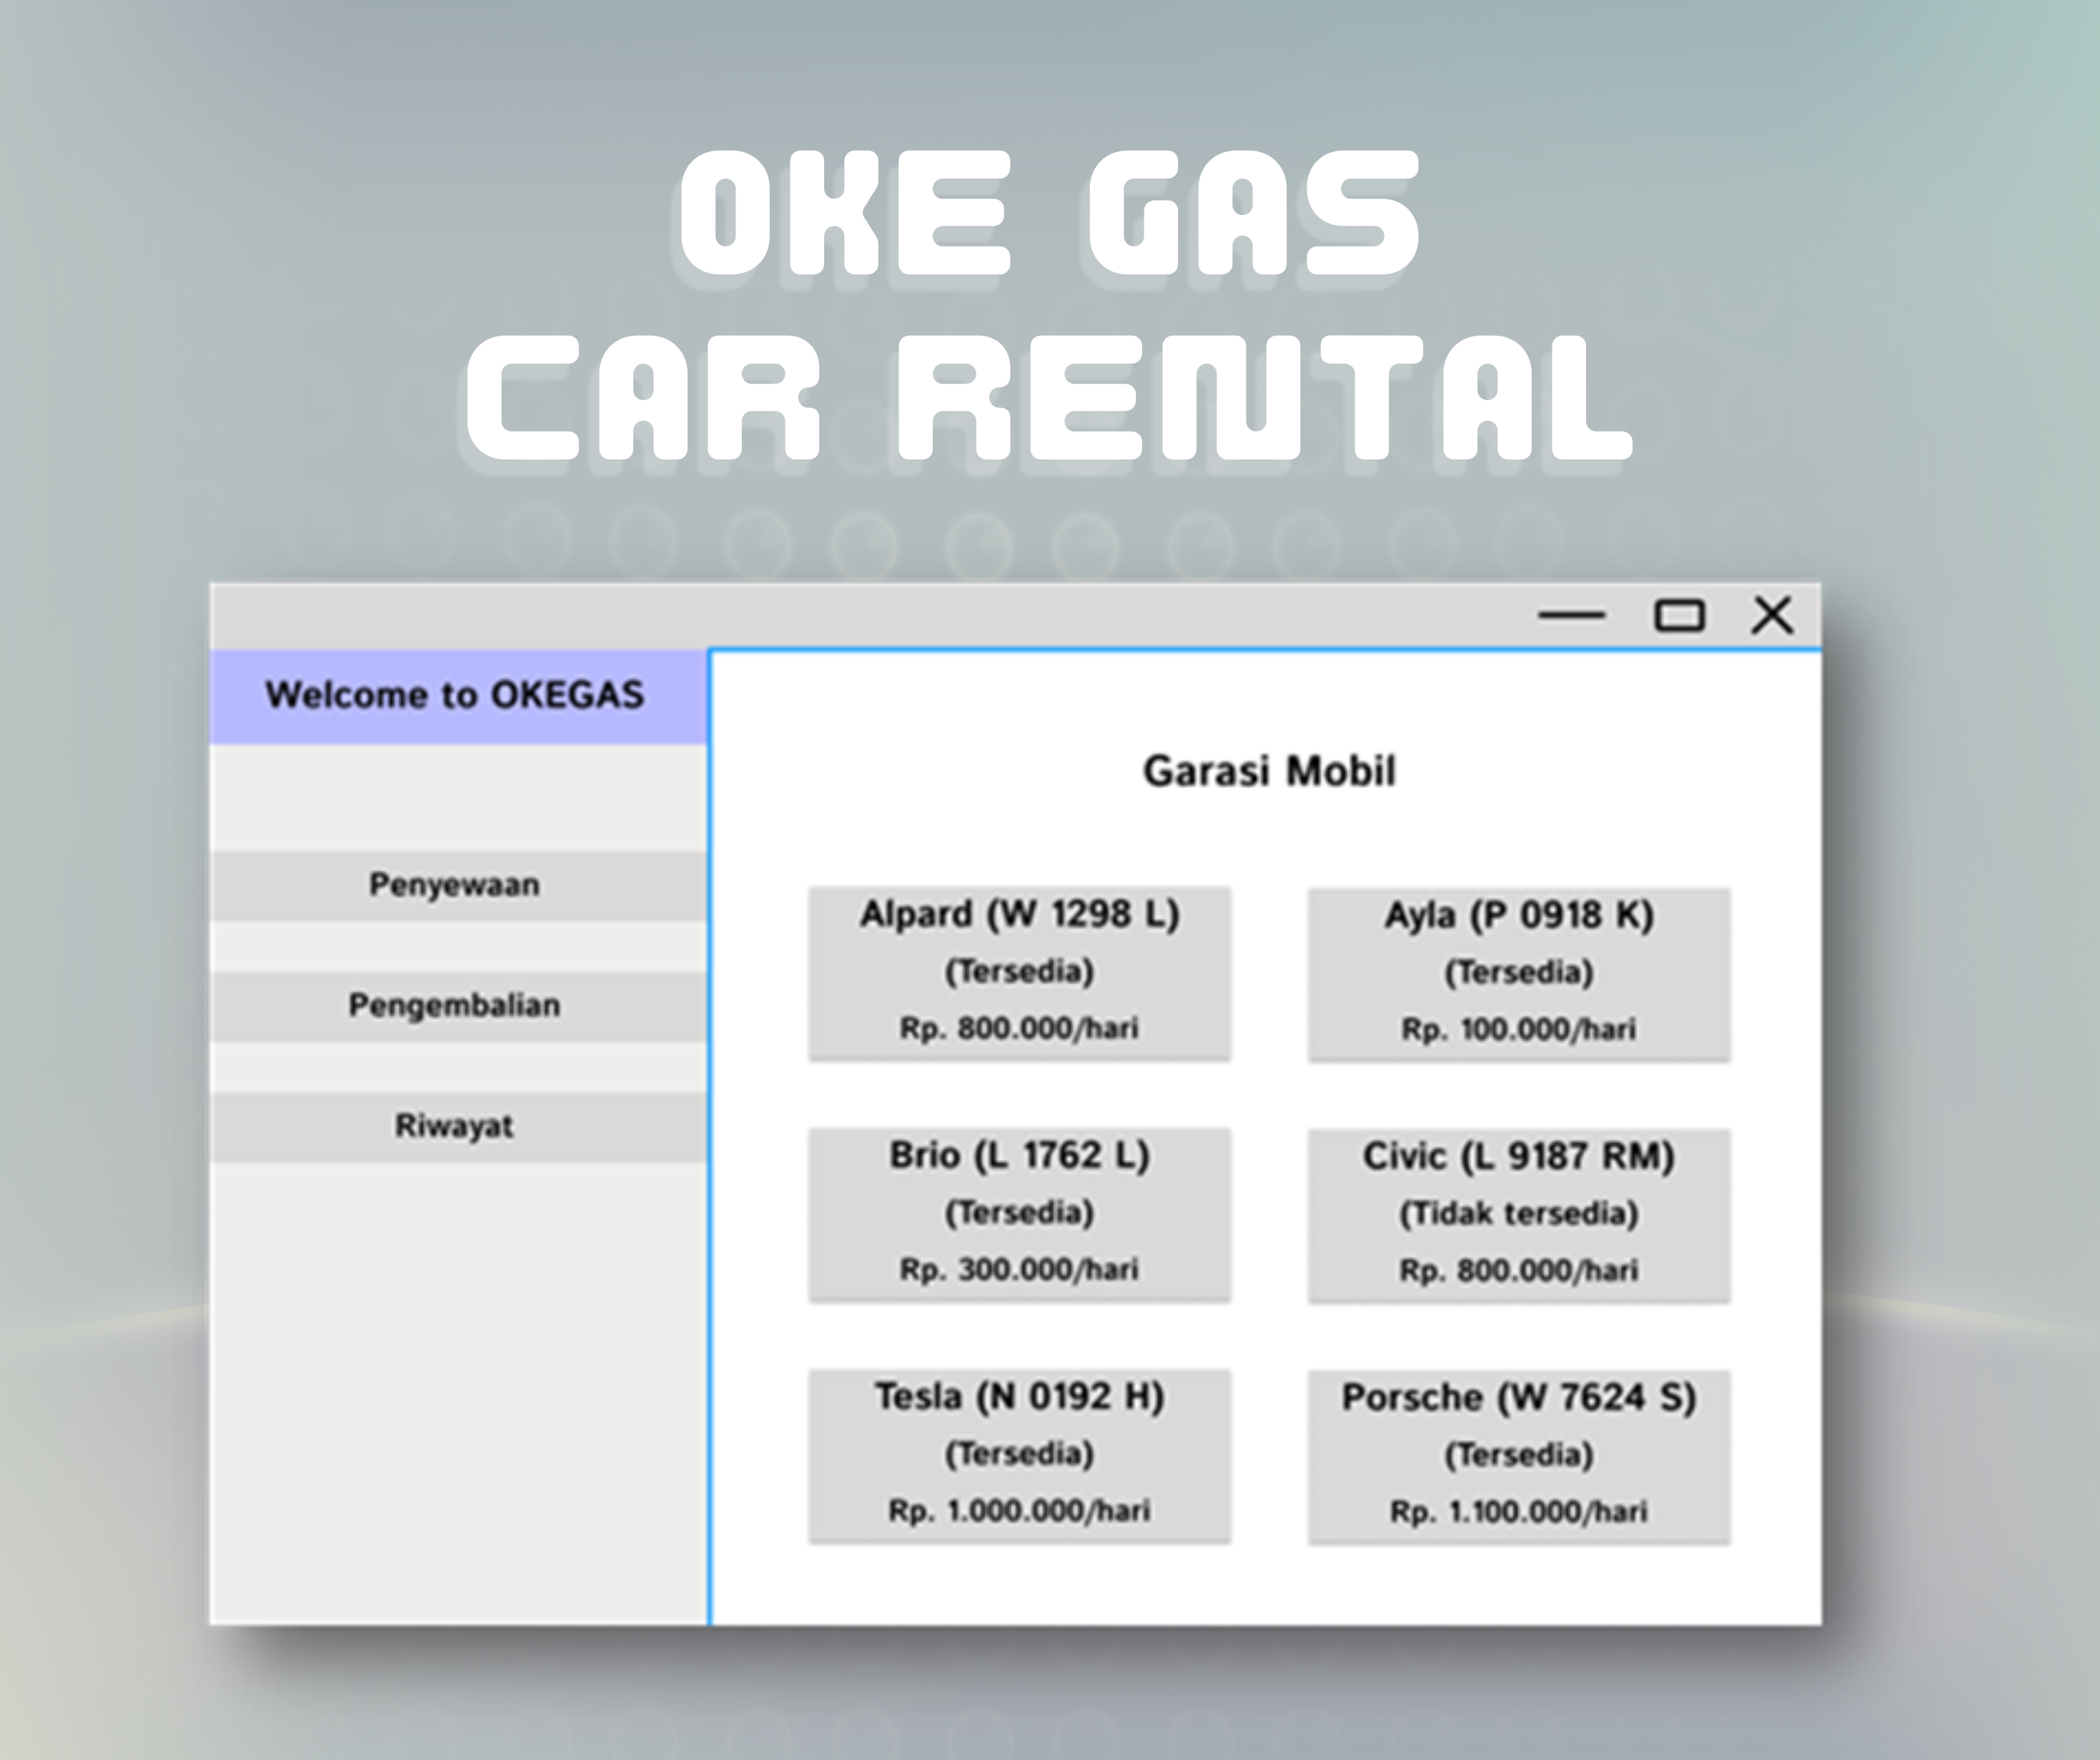 OKE GAS
CAR RENTAL
Welcome to OKEGAS
Penyewaan
Pengembalian
Riwayat
Garasi Mobil
Alpard (W 1298 L)
(Tersedia)
Rp. 800.000/hari
Ayla (P 0918 K)
(Tersedia)
Rp. 100.000/hari
Brio (L 1762 L)
(Tersedia)
Rp. 300.000/hari
Civic (L 9187 RM)
(Tidak tersedia)
Rp. 800.000/hari
Tesla (N 0192 H)
(Tersedia)
Rp. 1.000.000/hari
Porsche (W 7624 S)
(Tersedia)
Rp. 1.100.000/hari